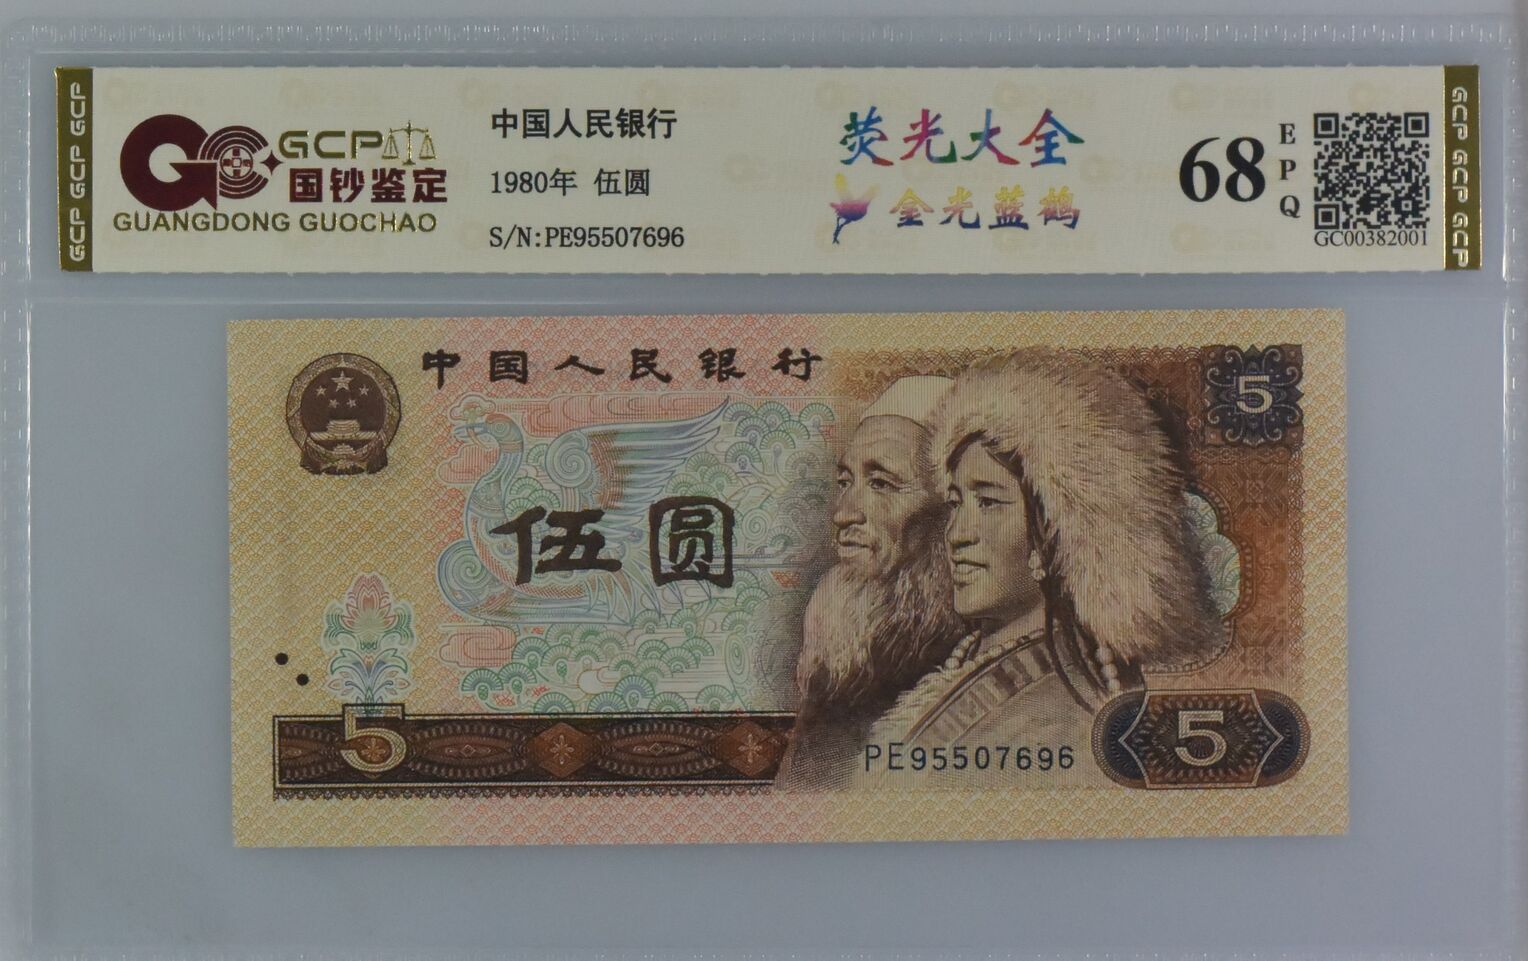 GCP GCP GCP
GCP
国钞鉴定
GUANGDONG GUOCHAO
中国人民银行
1980年 伍圆
S/N:PE95507696
荧光大全
金光蓝鹤
68
EPQ
GC00382001
GCP GCP GCP
中国人民银行
5
伍圆
5
PE95507696
5